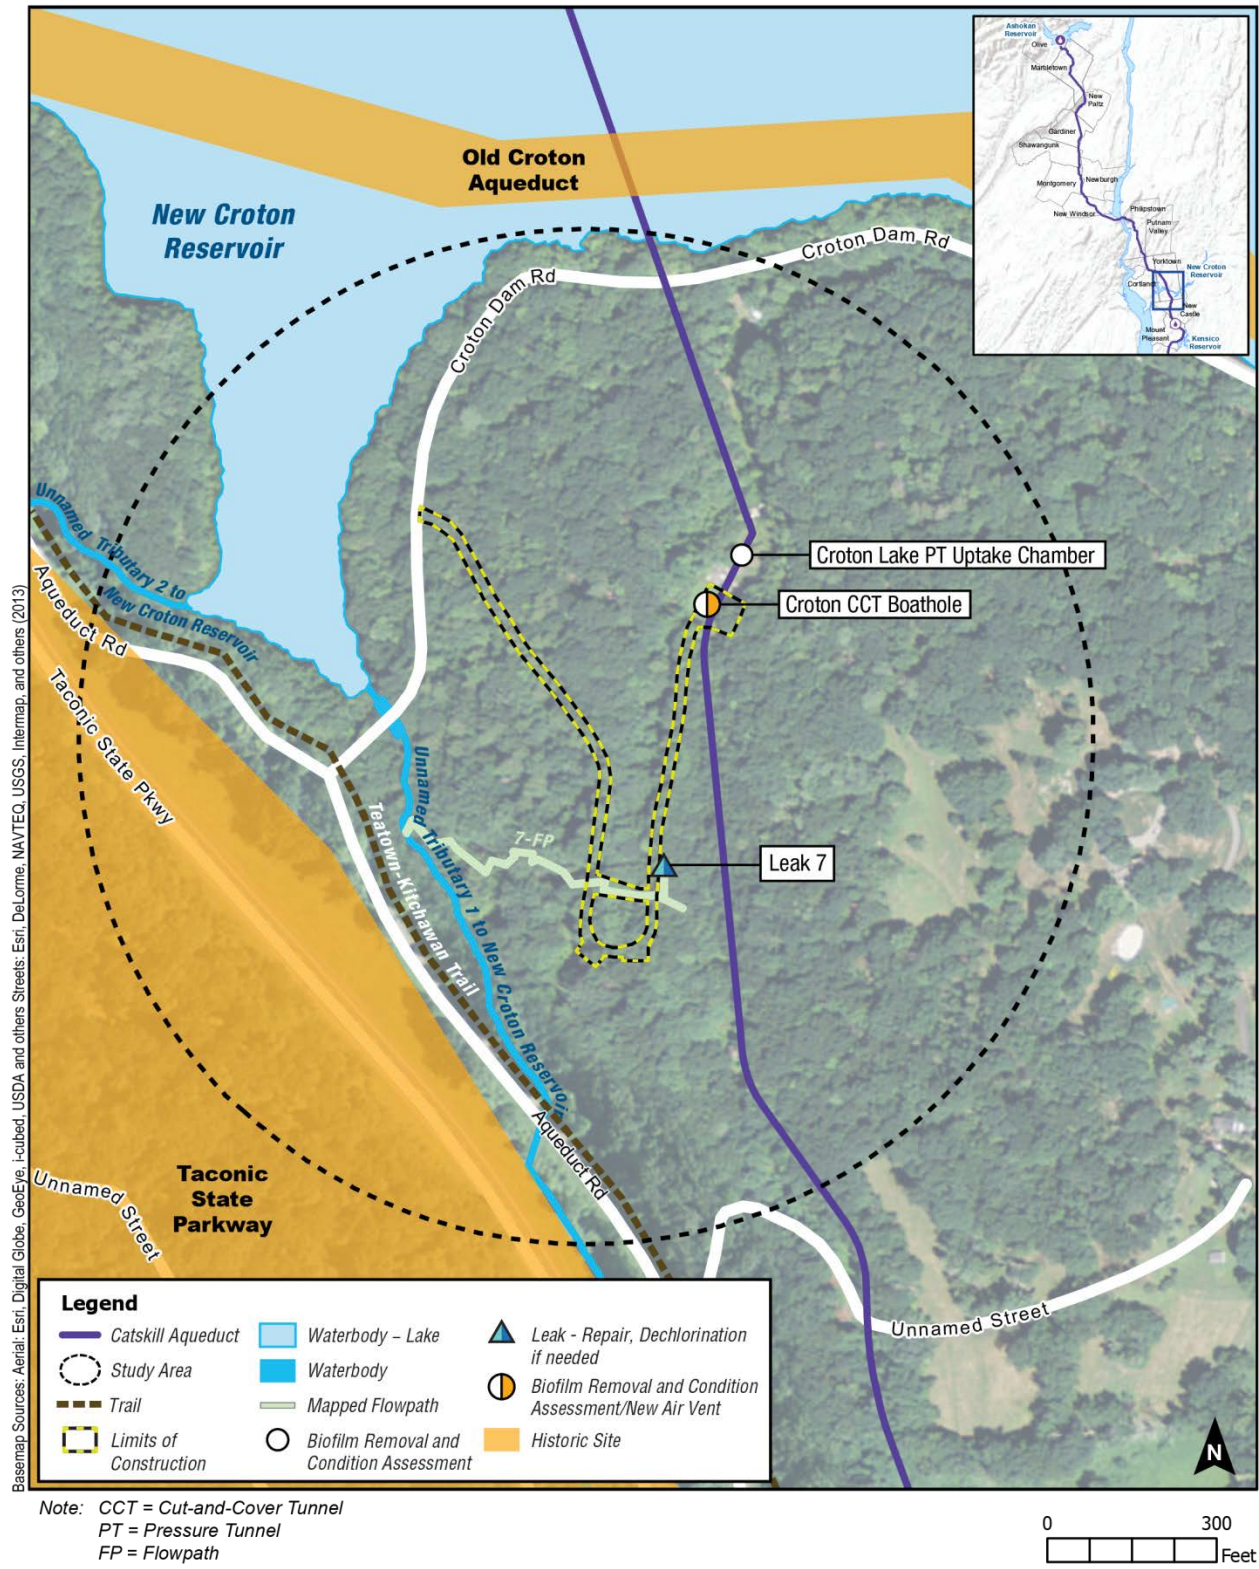 Ashokan
Reservoir
Olive
Marbletown
New
Paltz
Gardiner
Shawangunk
Montgomery
Newburgh
New Windsor
Philipstown
Putnam
Valley
Yorktown
New Croton
Reservoir
Cortlandt
New
Castle
Mount
Pleasant
Kensico
Reservoir
Old Croton
Aqueduct
New Croton
Reservoir
Croton Dam Rd
Croton Dam Rd
Unnamed Tributary 2 to
New Croton Reservoir
Croton Lake PT Uptake Chamber
Croton CCT Boathole
Aqueduct Rd
Taconic State Pkwy
Unnamed Tributary 1 to New Croton Reservoir
Teatown-Kitchawan Trail
7-FP
Leak 7
Aqueduct Rd
Taconic
State
Parkway
Unnamed Street
Unnamed Street
Legend
Catskill Aqueduct
Study Area
Trail
Limits of
Construction
Waterbody – Lake
Waterbody
Mapped Flowpath
Biofilm Removal and
Condition Assessment
Leak - Repair, Dechlorination
if needed
Biofilm Removal and Condition
Assessment/New Air Vent
Historic Site
N
Basemap Sources: Aerial: Esri, Digital Globe, GeoEye, i-cubed, USDA and others Streets: Esri, DeLorme, NAVTEQ, USGS, Intermap, and others (2013)
Note: CCT = Cut-and-Cover Tunnel
PT = Pressure Tunnel
FP = Flowpath
0 300
Feet